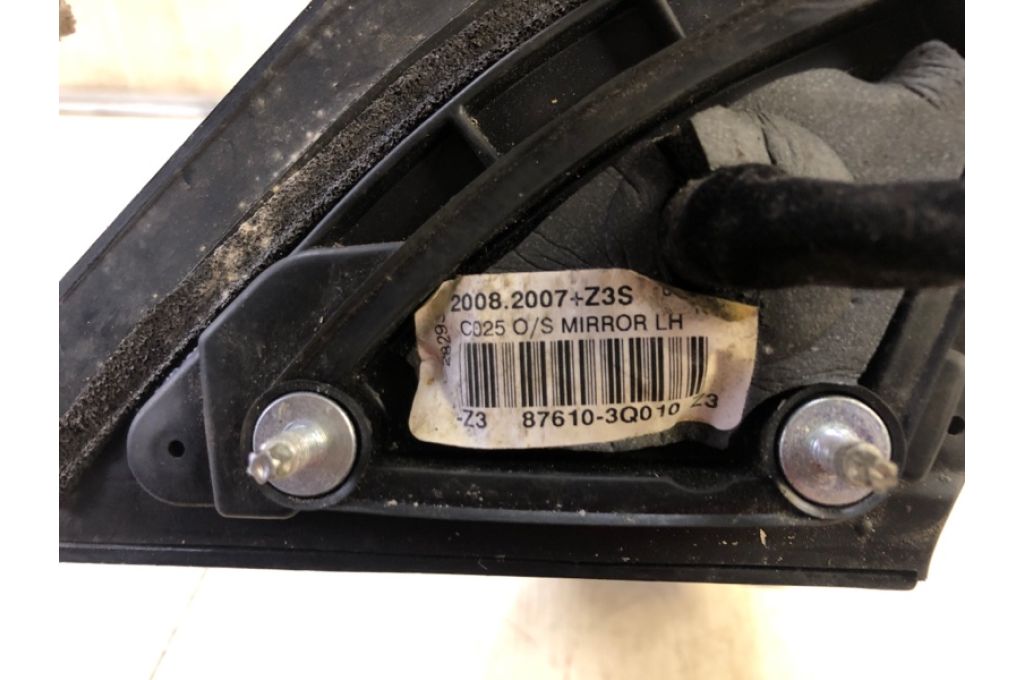 2008.2007+Z3S
C025 O/S MIRROR LH
-Z3 87610-3Q010 Z3